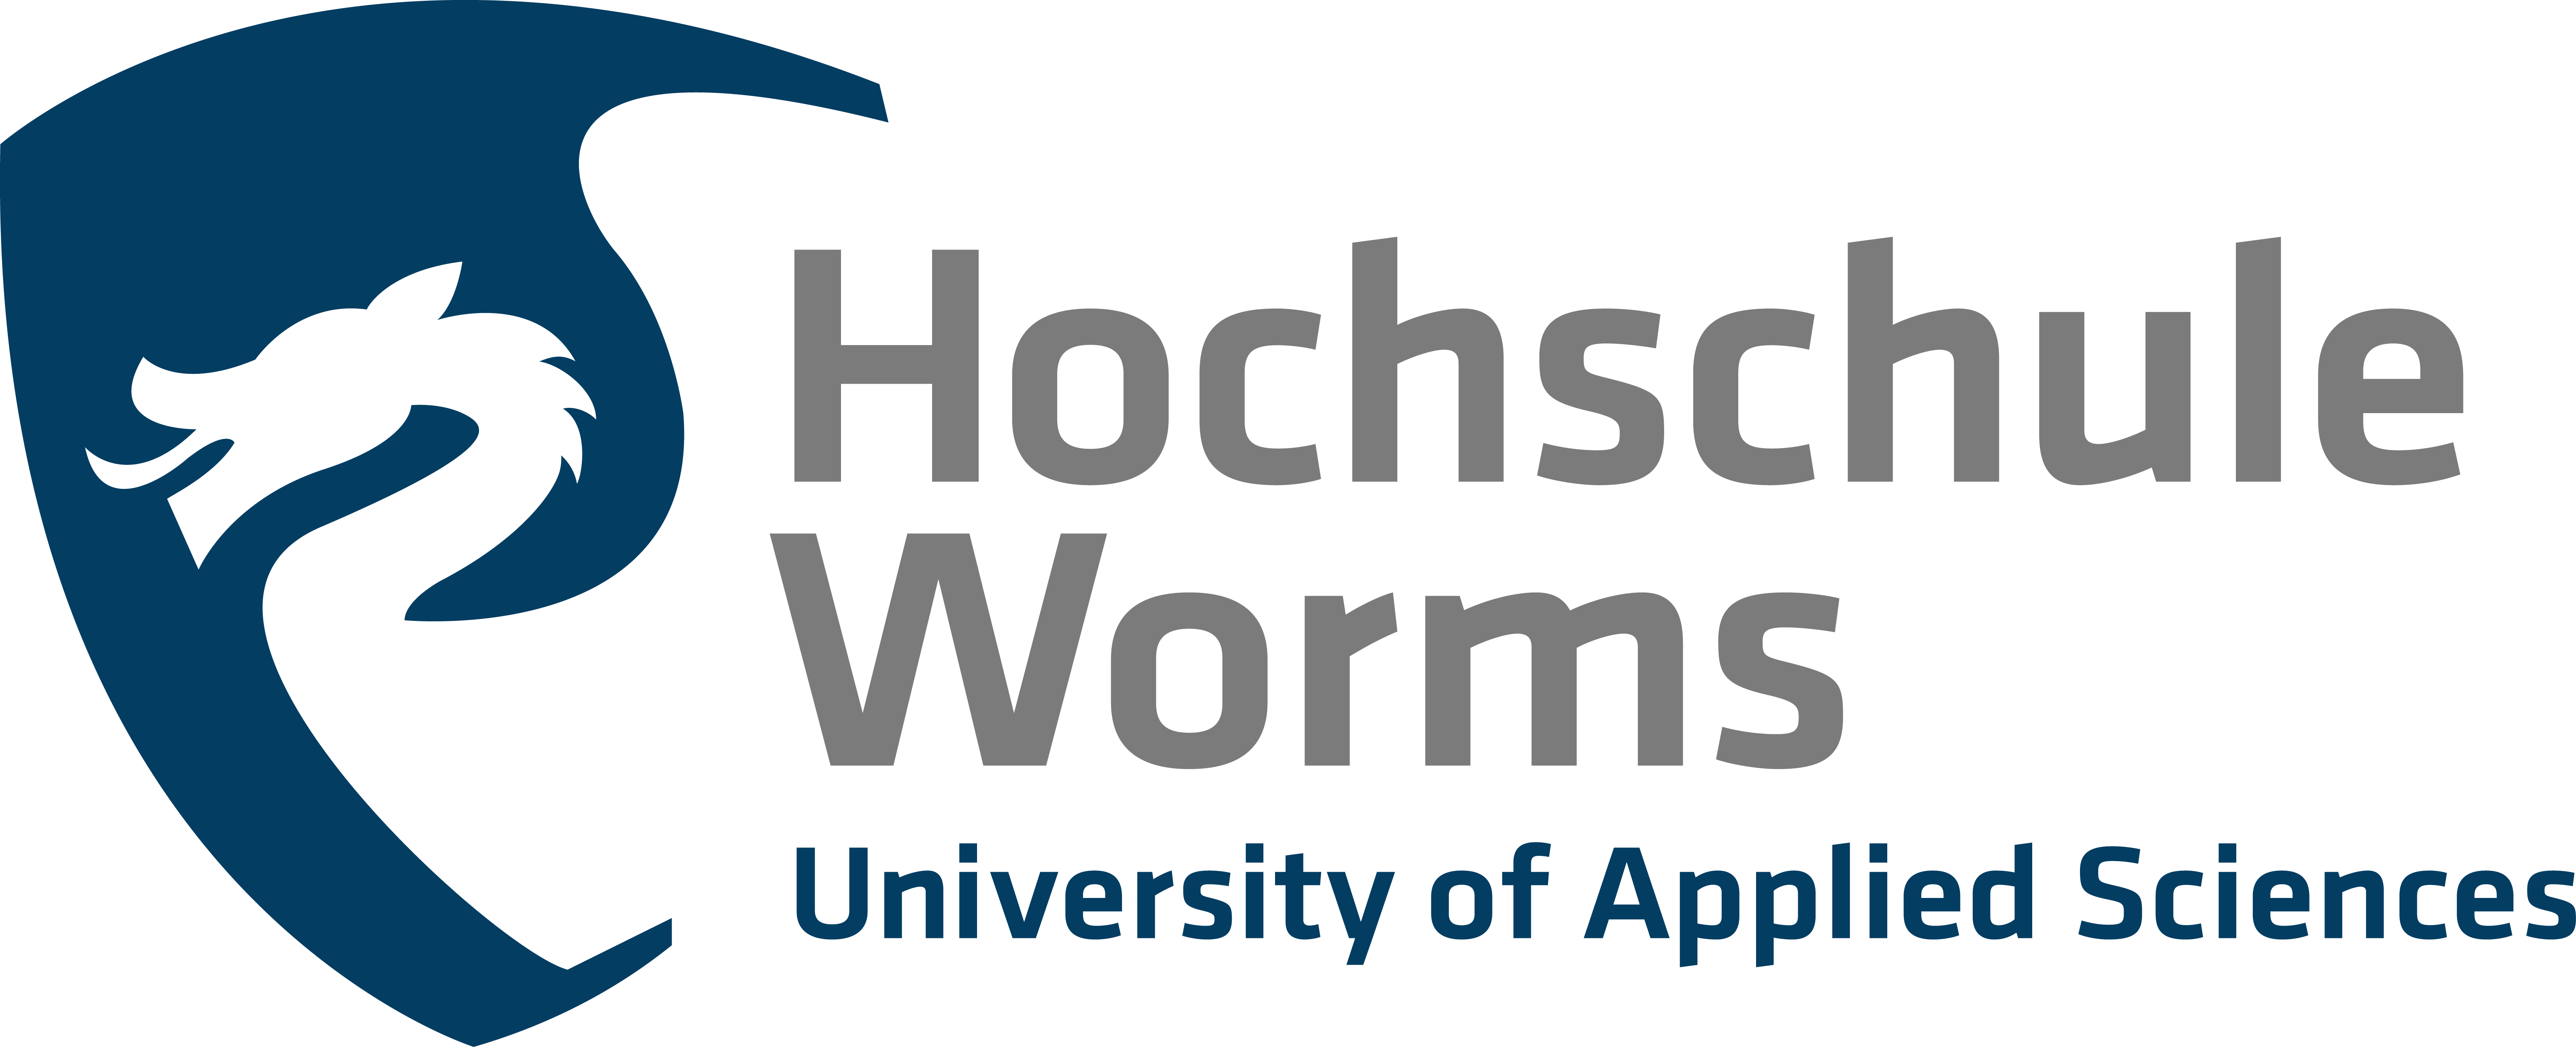 Hochschule
Worms
University of Applied Sciences